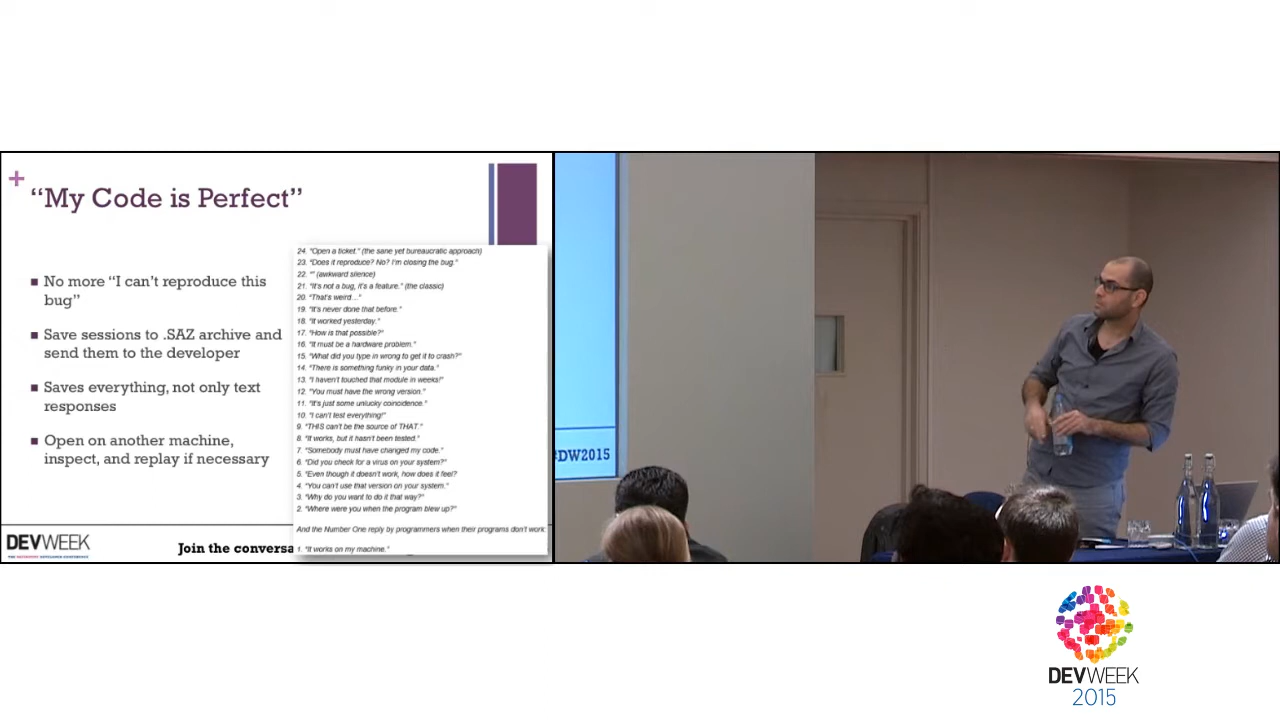 +
“My Code is Perfect”
■ No more “I can’t reproduce this
bug”
■ Save sessions to .SAZ archive and
send them to the developer
■ Saves everything, not only text
responses
■ Open on another machine,
inspect, and replay if necessary
24. "Open a ticket." (the sane yet bureaucratic approach)
23. "Does it reproduce? No? I'm closing the bug."
22. "" (awkward silence)
21. "It's not a bug, it's a feature." (the classic)
20. "That's weird..."
19. "It's never done that before."
18. "It worked yesterday."
17. "How is that possible?"
16. "It must be a hardware problem."
15. "What did you type in wrong to get it to crash?"
14. "There is something funky in your data."
13. "I haven't touched that module in weeks!"
12. "You must have the wrong version."
11. "It's just some unlucky coincidence."
10. "I can't test everything!"
9. "THIS can't be the source of THAT."
8. "It works, but it hasn't been tested."
7. "Somebody must have changed my code."
6. "Did you check for a virus on your system?"
5. "Even though it doesn't work, how does it feel?
4. "You can't use that version on your system."
3. "Why do you want to do it that way?"
2. "Where were you when the program blew up?"
And the Number One reply by programmers when their programs don't work:
1. "It works on my machine."
DEVWEEK
Join the conversa
DW2015
DEVWEEK
2015